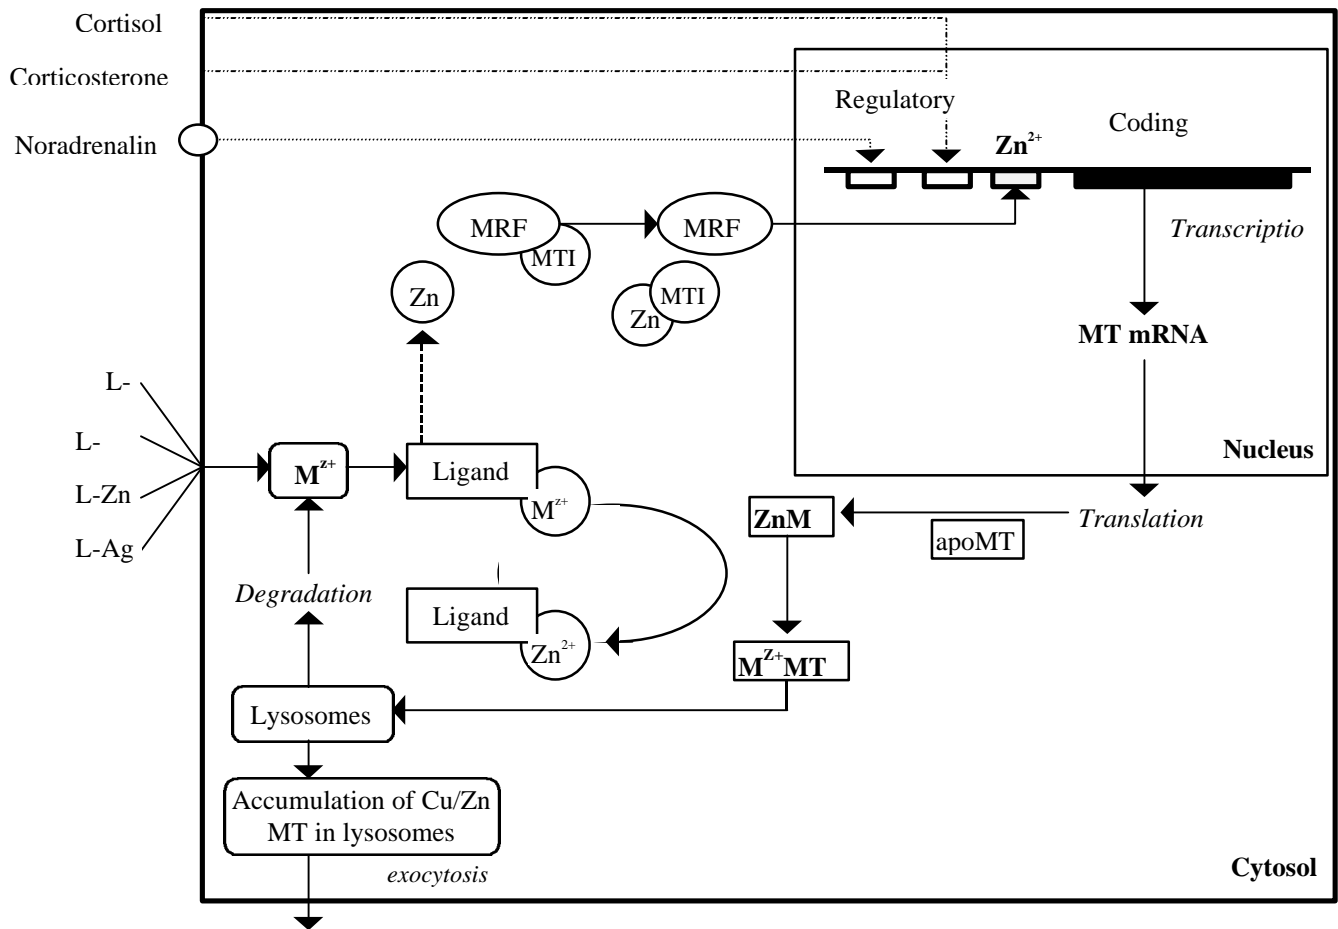 Cortisol
Corticosterone
Noradrenalin
Regulatory
Coding
Zn²⁺
MRF
MTI
MRF
MTI
Zn
Zn
Transcriptio
MT mRNA
Nucleus
L-
L-
L-Zn
L-Ag
Mᶻ⁺
Ligand
Mᶻ⁺
ZnM
apoMT
Translation
Degradation
Ligand
Zn²⁺
Mᶻ⁺MT
Lysosomes
Accumulation of Cu/Zn
MT in lysosomes
exocytosis
Cytosol